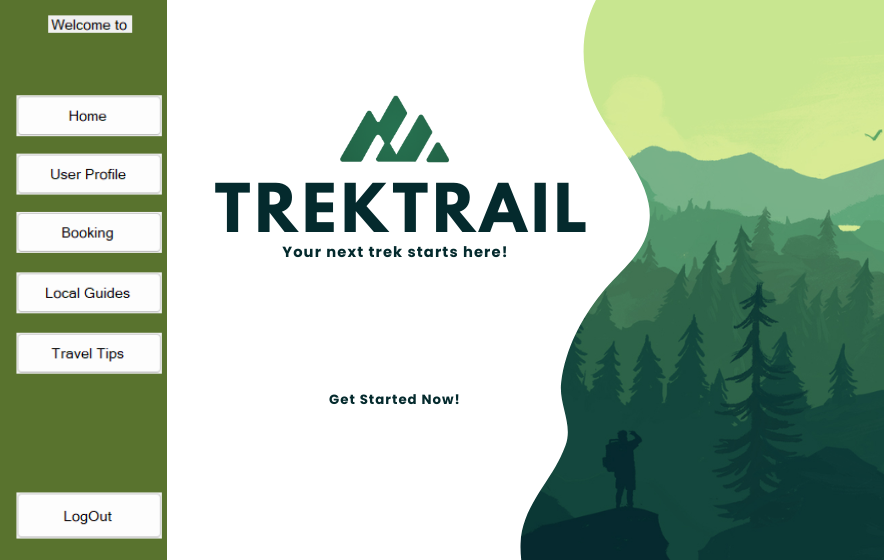 Welcome to
Home
User Profile
Booking
Local Guides
Travel Tips
LogOut
TREKTRAIL
Your next trek starts here!
Get Started Now!